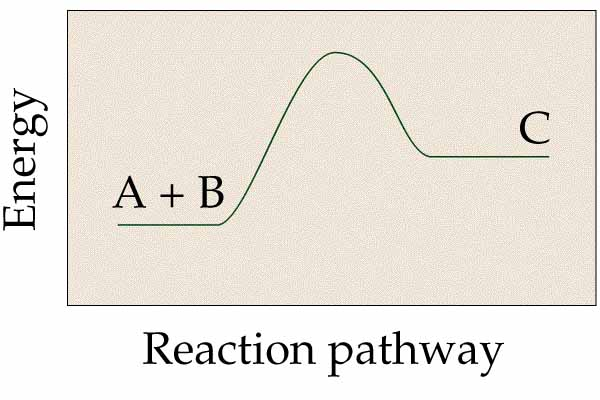 Energy
A + B
C
Reaction pathway